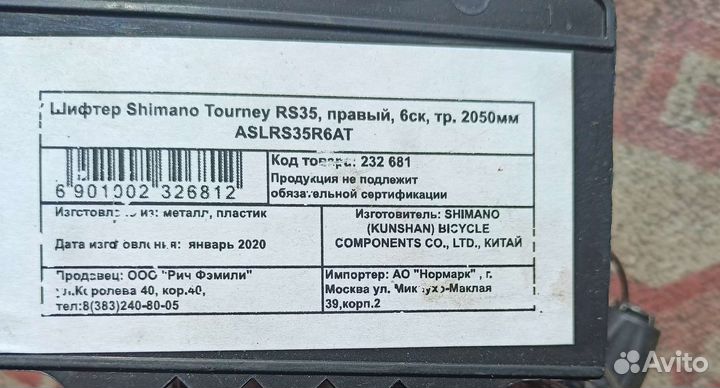 Шифтер Shimano Tourney RS35, правый, 6ск, тр. 2050мм
ASLRS35R6AT
Код товара: 232 681
Продукция не подлежит
обязательной сертификации
6 901002 326812
Изготовлено из: металл, пластик
Дата изготовления: январь 2020
Изготовитель: SHIMANO
(KUNSHAN) BICYCLE
COMPONENTS CO., LTD., КИТАЙ
Продавец: ООО "Рич Фэмили"
ул.Королева 40, кор.40,
тел:8(383)240-80-05
Импортер: АО "Нормарк" , г.
Москва ул. Миклухо-Маклая
39,корп.2
Avito